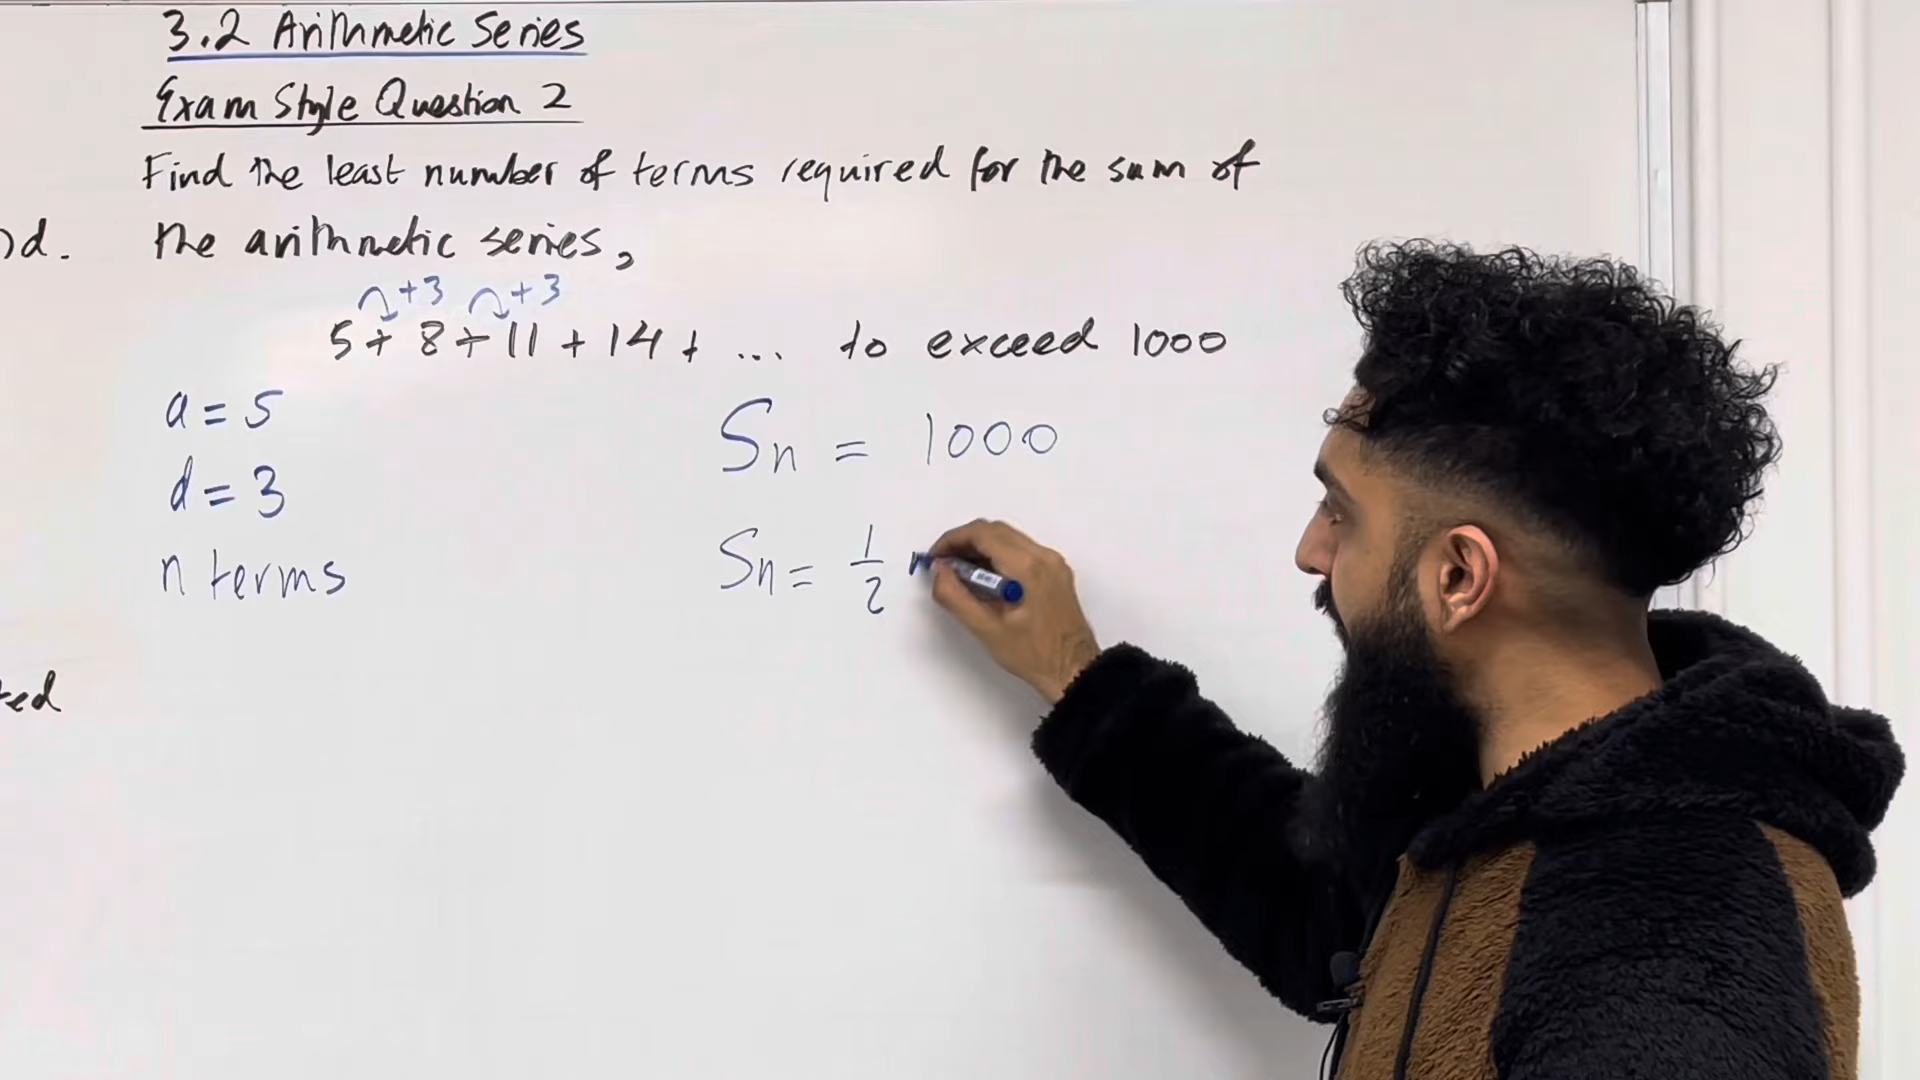 3.2 Arithmetic Series
Exam Style Question 2
Find the least number of terms required for the sum of
the arithmetic series,
+3 +3
5 + 8 + 11 + 14 + ... to exceed 1000
a = 5
d = 3
n terms
Sn = 1000
Sn = 1/2 n
d.
ed